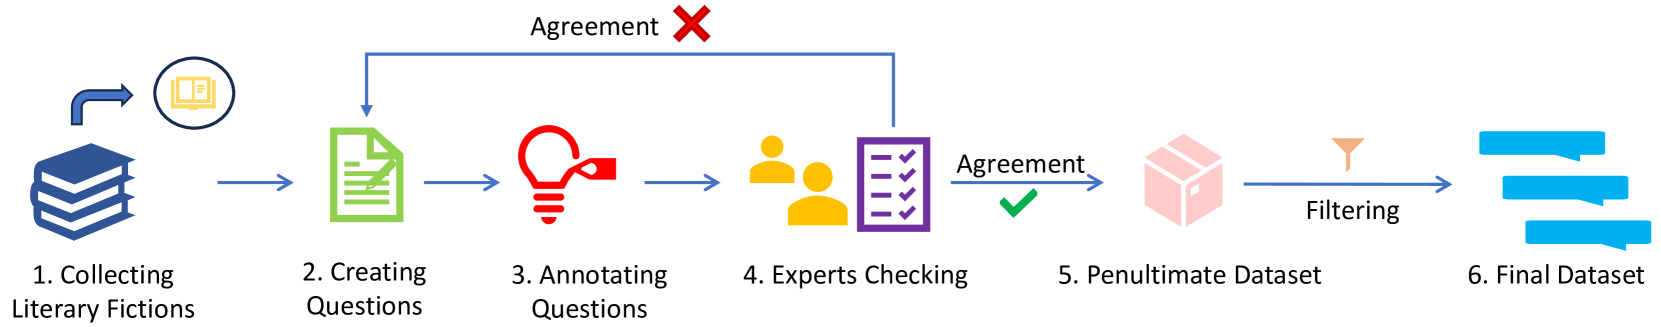 Agreement
Agreement
Filtering
1. Collecting
Literary Fictions
2. Creating
Questions
3. Annotating
Questions
4. Experts Checking
5. Penultimate Dataset
6. Final Dataset